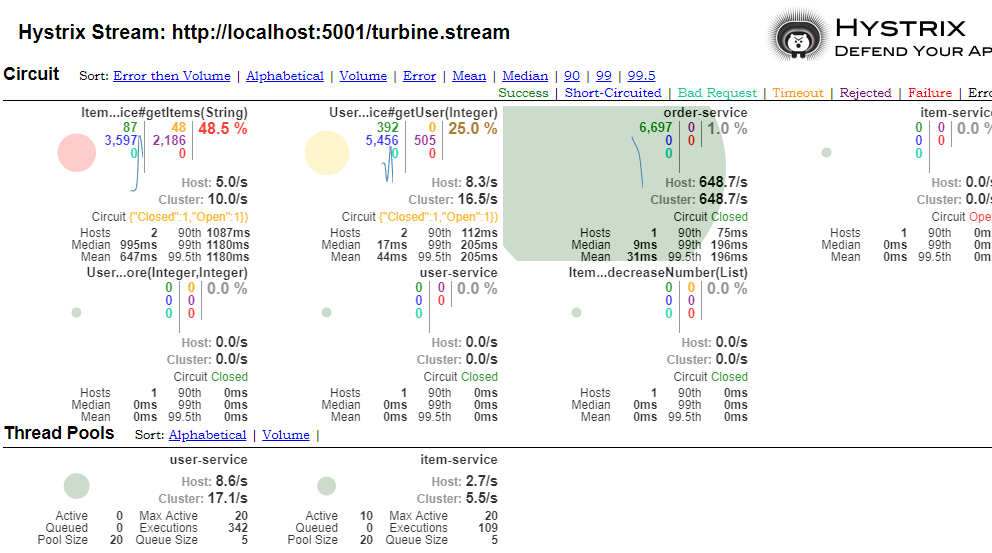 Hystrix Stream: http://localhost:5001/turbine.stream
HYSTRIX
DEFEND YOUR AP
Circuit Sort: Error then Volume | Alphabetical | Volume | Error | Mean | Median | 90 | 99 | 99.5
Success | Short-Circuited | Bad Request | Timeout | Rejected | Failure | Erro
Item...ice#getItems(String)
87 48 48.5 %
3,597 2,186
0 0
Host: 5.0/s
Cluster: 10.0/s
Circuit {"Closed":1,"Open":1})
Hosts 2 90th 1087ms
Median 995ms 99th 1180ms
Mean 647ms 99.5th 1180ms
User...ice#getUser(Integer)
392 0 25.0 %
5,456 505
0 0
Host: 8.3/s
Cluster: 16.5/s
Circuit {"Closed":1,"Open":1})
Hosts 2 90th 112ms
Median 17ms 99th 205ms
Mean 44ms 99.5th 205ms
order-service
6,697 0 1.0 %
0 0
0
Host: 648.7/s
Cluster: 648.7/s
Circuit Closed
Hosts 1 90th 75ms
Median 9ms 99th 196ms
Mean 31ms 99.5th 196ms
item-service
0 0 0.0 %
0 0
0
Host: 0.0/s
Cluster: 0.0/s
Circuit Ope
Hosts 1 90th 0m
Median 0ms 99th 0m
Mean 0ms 99.5th 0m
User...ore(Integer,Integer)
0 0 0.0 %
0 0
0 0
Host: 0.0/s
Cluster: 0.0/s
Circuit Closed
Hosts 1 90th 0ms
Median 0ms 99th 0ms
Mean 0ms 99.5th 0ms
user-service
0 0 0.0 %
0 0
0
Host: 0.0/s
Cluster: 0.0/s
Circuit Closed
Hosts 1 90th 0ms
Median 0ms 99th 0ms
Mean 0ms 99.5th 0ms
Item...decreaseNumber(List)
0 0 0.0 %
0 0
0 0
Host: 0.0/s
Cluster: 0.0/s
Circuit Closed
Hosts 1 90th 0ms
Median 0ms 99th 0ms
Mean 0ms 99.5th 0ms
Thread Pools Sort: Alphabetical | Volume |
user-service
Host: 8.6/s
Cluster: 17.1/s
Active 0 Max Active 20
Queued 0 Executions 342
Pool Size 20 Queue Size 5
item-service
Host: 2.7/s
Cluster: 5.5/s
Active 10 Max Active 20
Queued 0 Executions 109
Pool Size 20 Queue Size 5